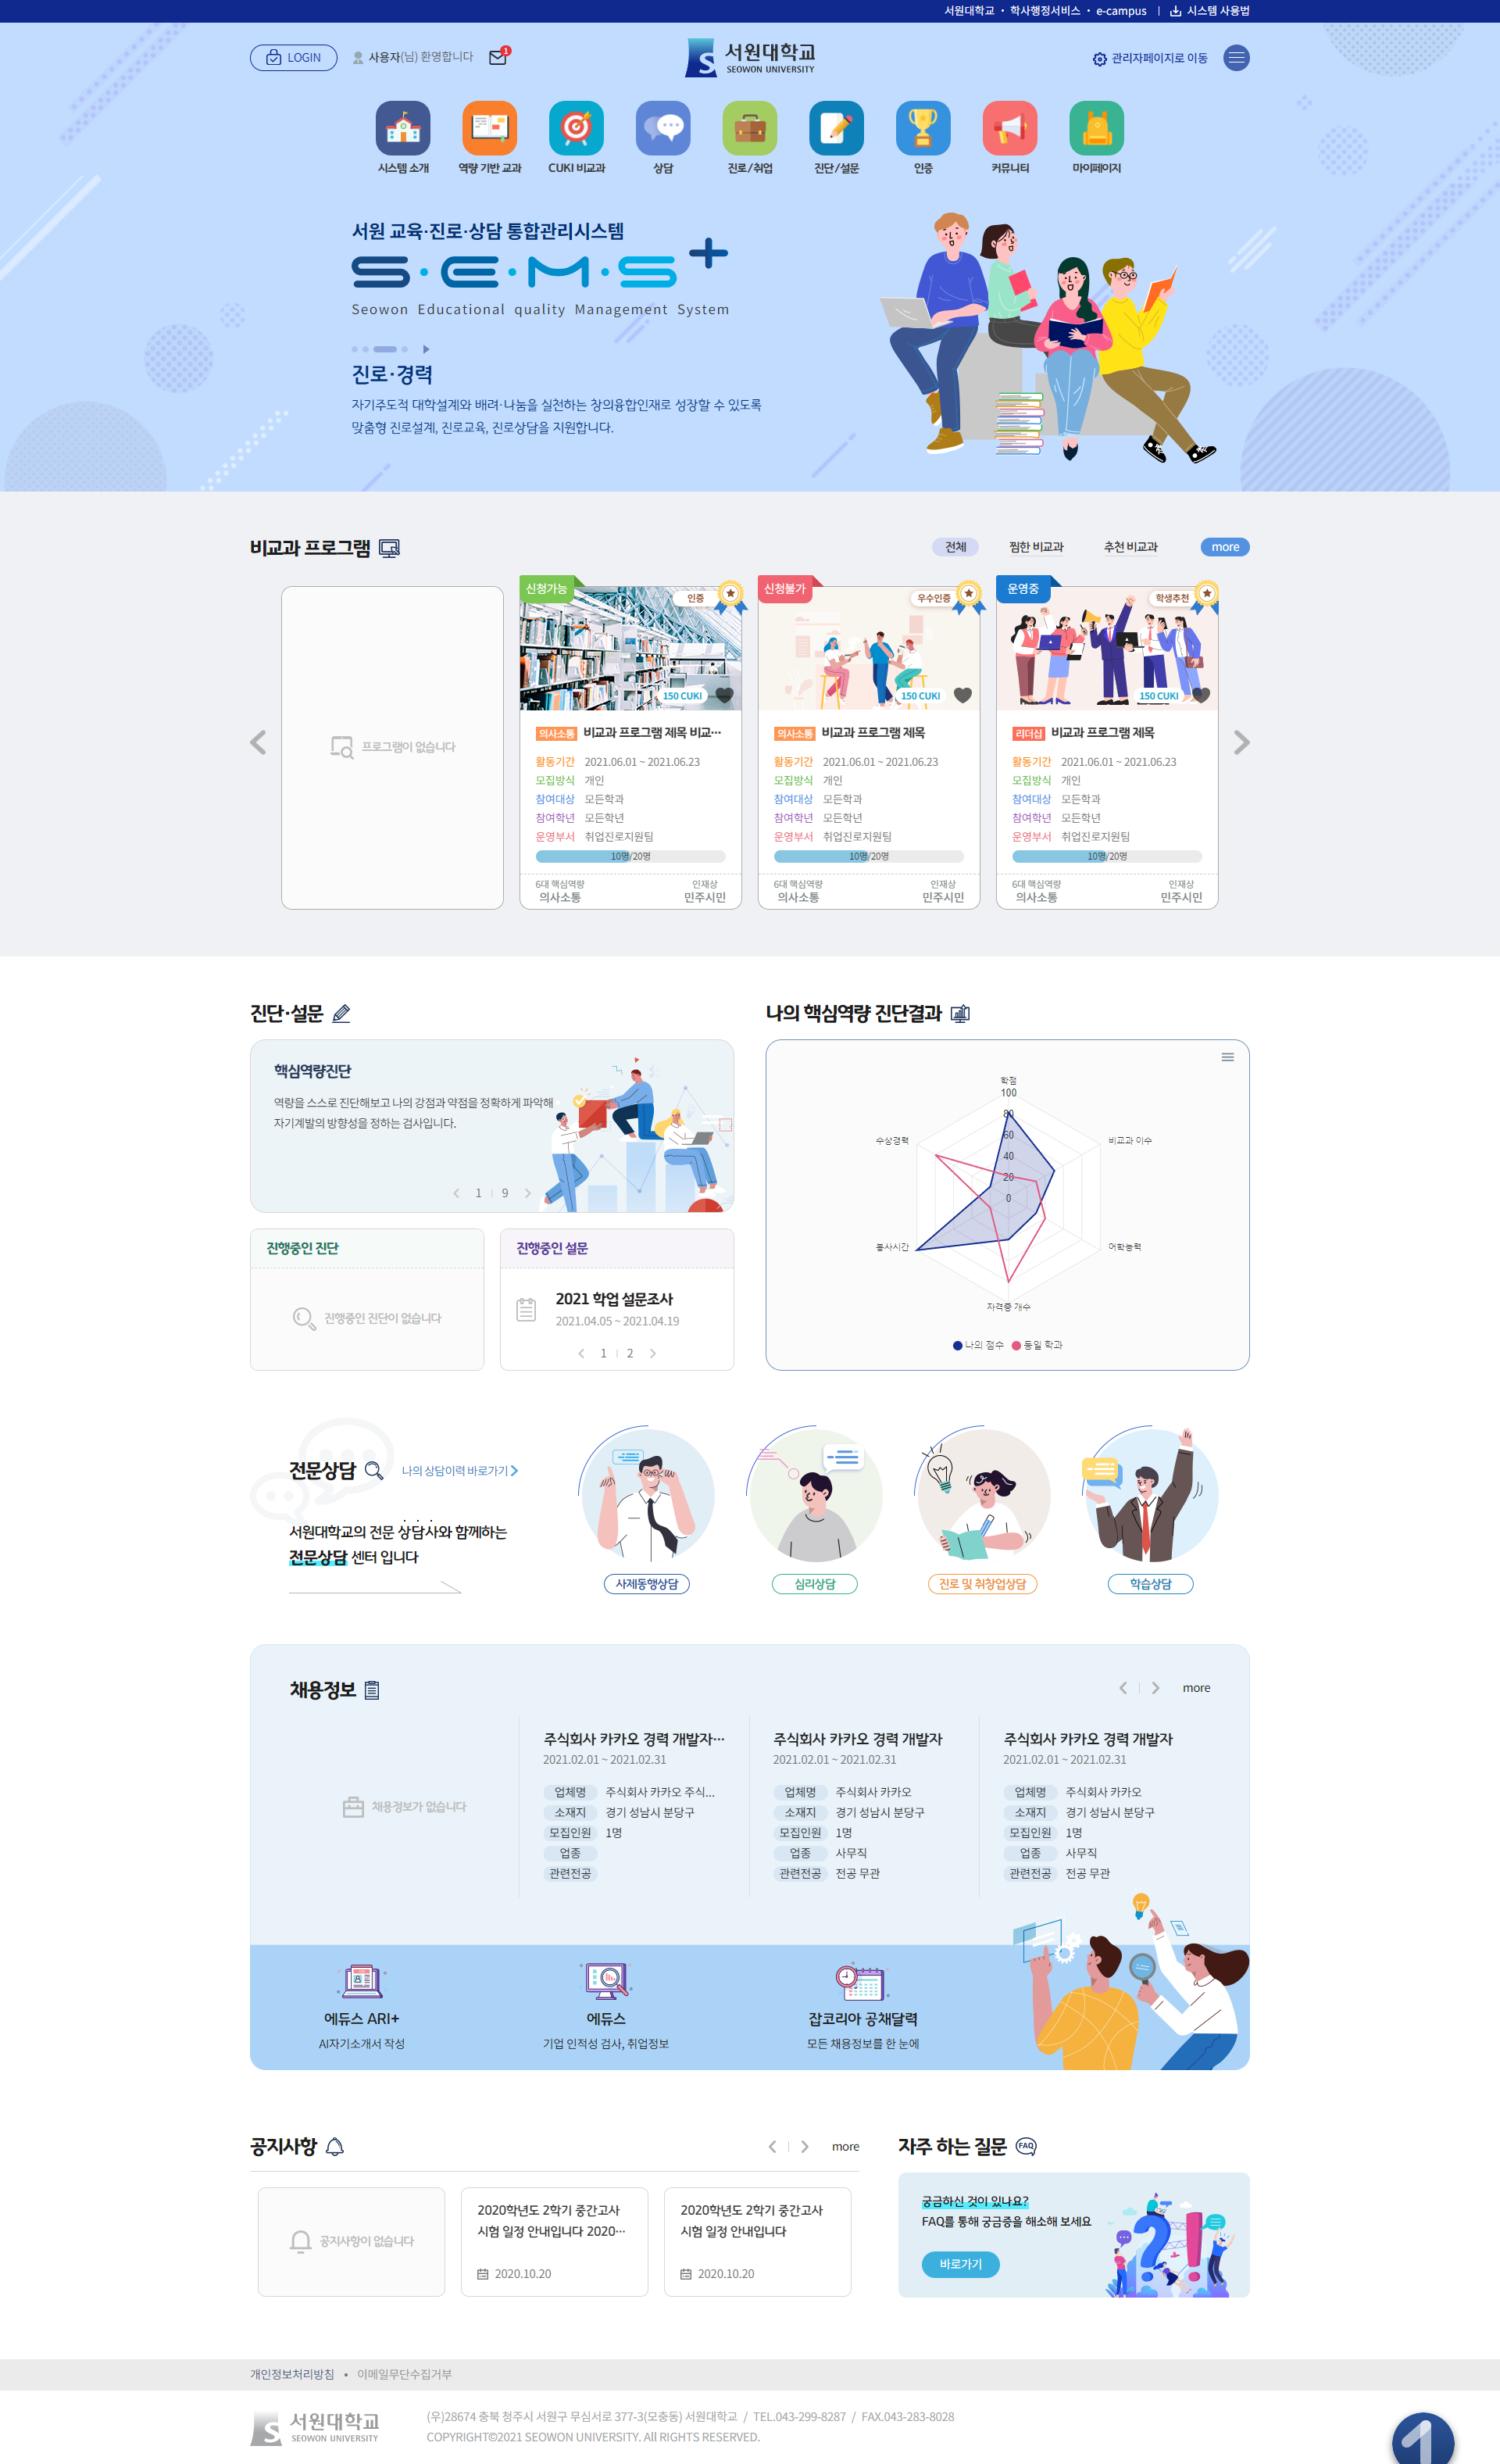 서원대학교 • 학사행정서비스 • e-campus | 시스템 사용법
LOGIN 사용자(님) 환영합니다 1
서원대학교
SEOWON UNIVERSITY
관리자페이지로 이동
시스템 소개 역량 기반 교과 CUKI 비교과 상담 진로/취업 진단/설문 인증 커뮤니티 마이페이지
서원 교육·진로·상담 통합관리시스템
S·E·M·S+
Seowon Educational quality Management System
진로·경력
자기주도적 대학설계와 배려·나눔을 실천하는 창의융합인재로 성장할 수 있도록
맞춤형 진로설계, 진로교육, 진로상담을 지원합니다.
비교과 프로그램
전체 찜한 비교과 추천 비교과 more
프로그램이 없습니다
신청가능
인증
150 CUKI
의사소통 비교과 프로그램 제목 비교...
활동기간 2021.06.01 ~ 2021.06.23
모집방식 개인
참여대상 모든학과
참여학년 모든학년
운영부서 취업진로지원팀
10명/20명
6대 핵심역량 인재상
의사소통 민주시민
신청불가
우수인증
150 CUKI
의사소통 비교과 프로그램 제목
활동기간 2021.06.01 ~ 2021.06.23
모집방식 개인
참여대상 모든학과
참여학년 모든학년
운영부서 취업진로지원팀
10명/20명
6대 핵심역량 인재상
의사소통 민주시민
운영중
학생추천
150 CUKI
리더십 비교과 프로그램 제목
활동기간 2021.06.01 ~ 2021.06.23
모집방식 개인
참여대상 모든학과
참여학년 모든학년
운영부서 취업진로지원팀
10명/20명
6대 핵심역량 인재상
의사소통 민주시민
진단·설문
핵심역량진단
역량을 스스로 진단해보고 나의 강점과 약점을 정확하게 파악해
자기계발의 방향성을 정하는 검사입니다.
1 | 9
진행중인 진단
진행중인 진단이 없습니다
진행중인 설문
2021 학업 설문조사
2021.04.05 ~ 2021.04.19
1 | 2
나의 핵심역량 진단결과
학점
100
80
60
40
20
0
수상경력
비교과 이수
봉사시간
어학능력
자격증 개수
나의 점수 동일 학과
전문상담
나의 상담이력 바로가기
서원대학교의 전문 상담사와 함께하는
전문상담 센터 입니다
사제동행상담 심리상담 진로 및 취창업상담 학습상담
채용정보
more
채용정보가 없습니다
주식회사 카카오 경력 개발자...
2021.02.01 ~ 2021.02.31
업체명 주식회사 카카오 주식...
소재지 경기 성남시 분당구
모집인원 1명
업종
관련전공
주식회사 카카오 경력 개발자
2021.02.01 ~ 2021.02.31
업체명 주식회사 카카오
소재지 경기 성남시 분당구
모집인원 1명
업종 사무직
관련전공 전공 무관
주식회사 카카오 경력 개발자
2021.02.01 ~ 2021.02.31
업체명 주식회사 카카오
소재지 경기 성남시 분당구
모집인원 1명
업종 사무직
관련전공 전공 무관
에듀스 ARI+
AI자기소개서 작성
에듀스
기업 인적성 검사, 취업정보
잡코리아 공채달력
모든 채용정보를 한 눈에
공지사항
more
공지사항이 없습니다
2020학년도 2학기 중간고사
시험 일정 안내입니다 2020...
2020.10.20
2020학년도 2학기 중간고사
시험 일정 안내입니다
2020.10.20
자주 하는 질문 FAQ
궁금하신 것이 있나요?
FAQ를 통해 궁금증을 해소해 보세요
바로가기
개인정보처리방침 • 이메일무단수집거부
서원대학교
SEOWON UNIVERSITY
(우)28674 충북 청주시 서원구 무심서로 377-3(모충동) 서원대학교 / TEL.043-299-8287 / FAX.043-283-8028
COPYRIGHT©2021 SEOWON UNIVERSITY. All RIGHTS RESERVED.